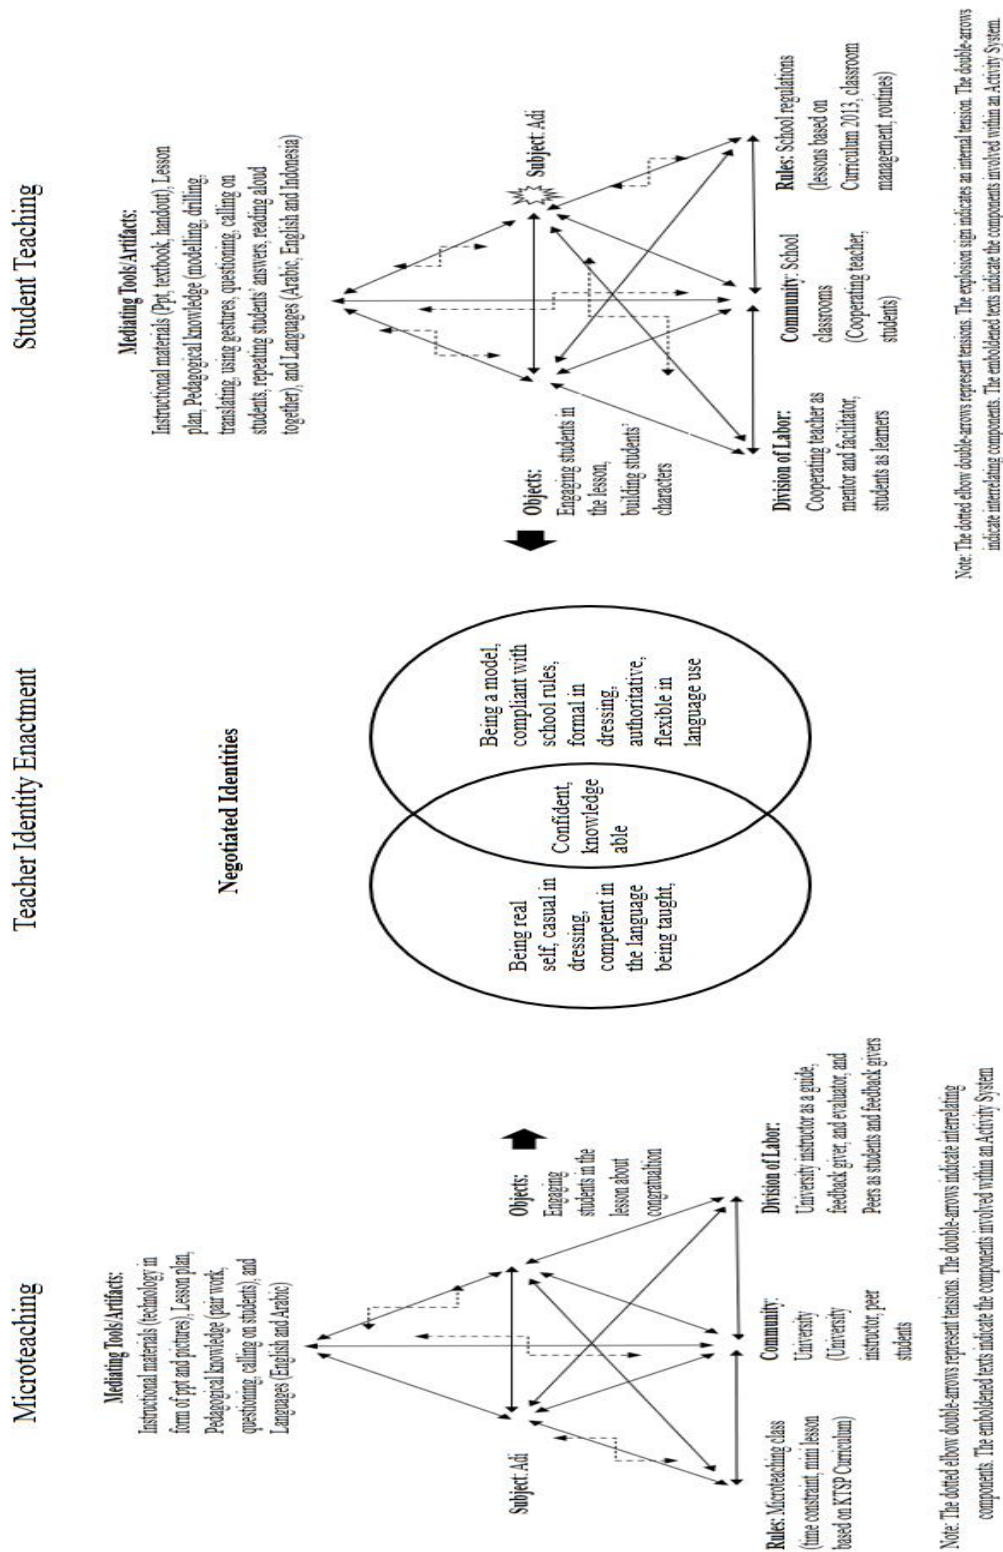 Microteaching
Mediating Tools/Artifacts:
Instructional materials (technology in
form of ppt and pictures), Lesson plan,
Pedagogical knowledge (pair work,
questioning, calling on students), and
Languages (English and Arabic)
Subject: Adi
Objects:
Engaging
students in the
lesson about
congratualtion
Rules: Microteaching class
(time constraint, mini lesson
based on KTSP Curriculum)
Community:
University
(University
instructor, peer
students
Division of Labor:
University instructor as a guide,
feedback giver, and evaluator, and
Peers as students and feedback givers
Note: The dotted elbow double-arrows represent tensions. The double-arrows indicate interrelating
components. The emboldened texts indicate the components involved within an Activity System
Teacher Identity Enactment
Negotiated Identities
Being real
self, casual in
dressing,
competent in
the language
being taught,
Confident,
knowledge
able
Being a model,
compliant with
school rules,
formal in
dressing,
authoritative,
flexible in
language use
Student Teaching
Mediating Tools/Artifacts:
Instructional materials (Ppt, textbook, handout), Lesson
plan, Pedagogical knowledge (modelling, drilling,
translating, using gestures, questioning, calling on
students, repeating students' answers, reading aloud
together), and Languages (Arabic, English and Indonesia)
Objects:
Engaging students in
the lesson,
building students'
characters
Subject: Adi
Division of Labor:
Cooperating teacher as
mentor and facilitator,
students as learners
Community: School
classrooms
(Cooperating teacher,
students)
Rules: School regulations
(lessons based on
Curriculum 2013, classroom
management, routines)
Note: The dotted elbow double-arrows represent tensions. The explosion sign indicates an internal tension. The double-arrows
indicate interrelating components. The emboldened texts indicate the components involved within an Activity System.